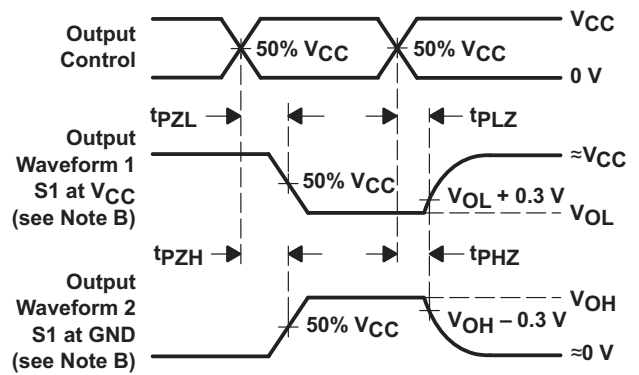 Output
Control
50% VCC
50% VCC
VCC
0 V
tPZL
tPLZ
Output
Waveform 1
S1 at VCC
(see Note B)
50% VCC
≈VCC
VOL + 0.3 V
VOL
tPZH
tPHZ
Output
Waveform 2
S1 at GND
(see Note B)
50% VCC
VOH
VOH – 0.3 V
≈0 V